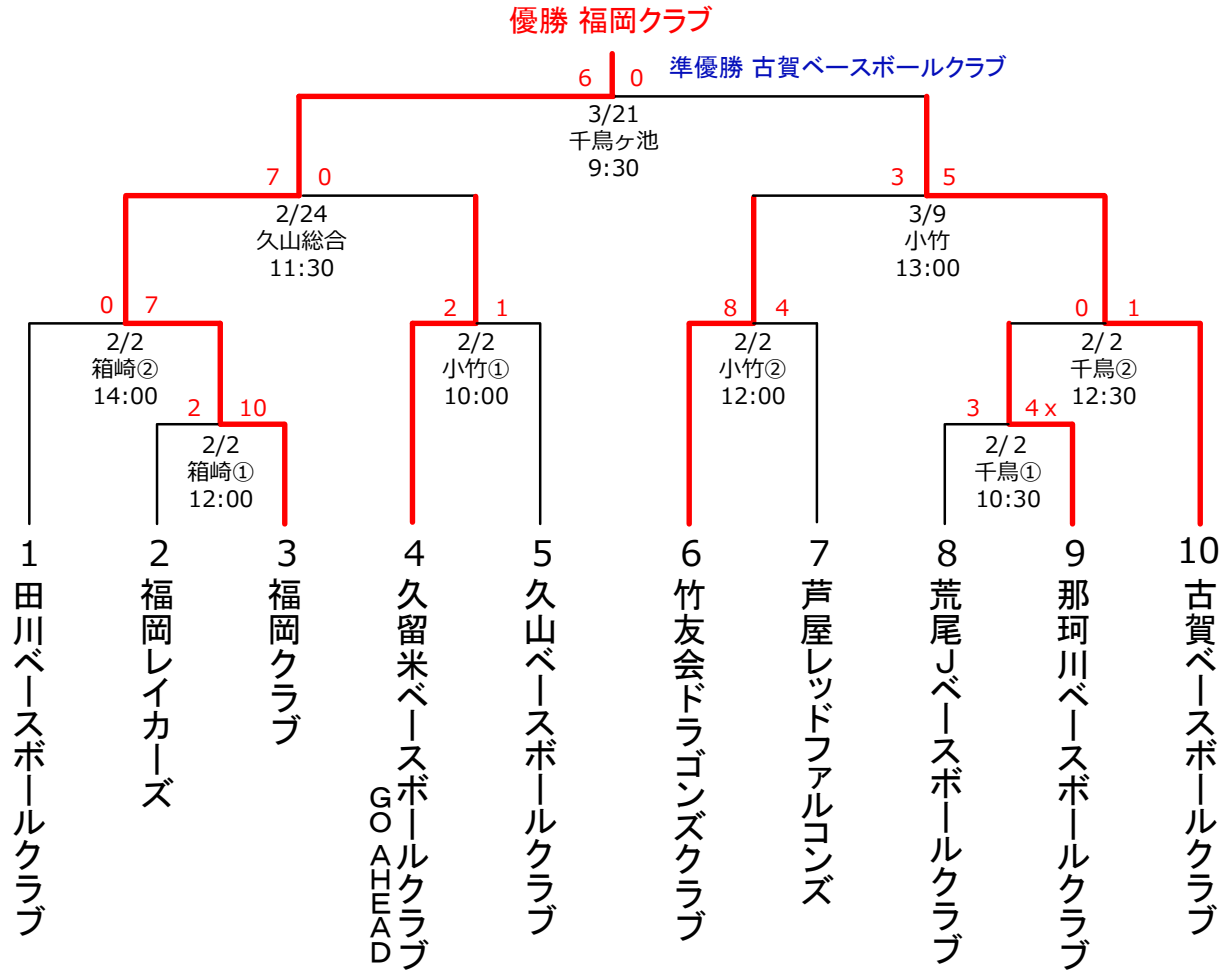 優勝 福岡クラブ
準優勝 古賀ベースボールクラブ
6 0
3/21
千鳥ヶ池
9:30
7 0
2/24
久山総合
11:30
3 5
3/9
小竹
13:00
0 7
2/2
箱崎②
14:00
2 1
2/2
小竹①
10:00
8 4
2/2
小竹②
12:00
0 1
2/2
千鳥②
12:30
2 10
2/2
箱崎①
12:00
3 4x
2/2
千鳥①
10:30
1
田川ベースボールクラブ
2
福岡レイカーズ
3
福岡クラブ
4
久留米ベースボールクラブ
GO AHEAD
5
久山ベースボールクラブ
6
竹友会ドラゴンズクラブ
7
芦屋レッドファルコンズ
8
荒尾Jベースボールクラブ
9
那珂川ベースボールクラブ
10
古賀ベースボールクラブ